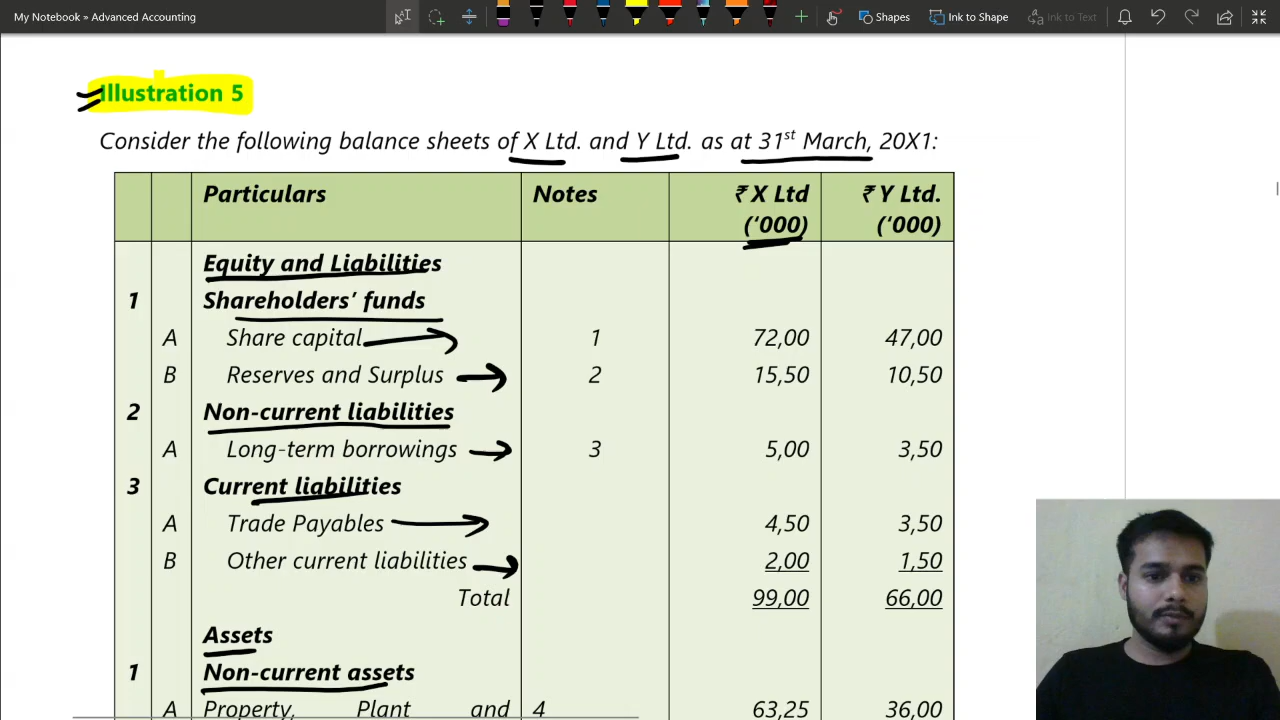 My Notebook » Advanced Accounting
Shapes
Ink to Shape
Ink to Text
Illustration 5
Consider the following balance sheets of X Ltd. and Y Ltd. as at 31st March, 20X1:
Particulars Notes ₹ X Ltd (‘000) ₹ Y Ltd. (‘000)
Equity and Liabilities
1 Shareholders’ funds
A Share capital 1 72,00 47,00
B Reserves and Surplus 2 15,50 10,50
2 Non-current liabilities
A Long-term borrowings 3 5,00 3,50
3 Current liabilities
A Trade Payables 4,50 3,50
B Other current liabilities 2,00 1,50
Total 99,00 66,00
Assets
1 Non-current assets
A Property, Plant and 4 63,25 36,00